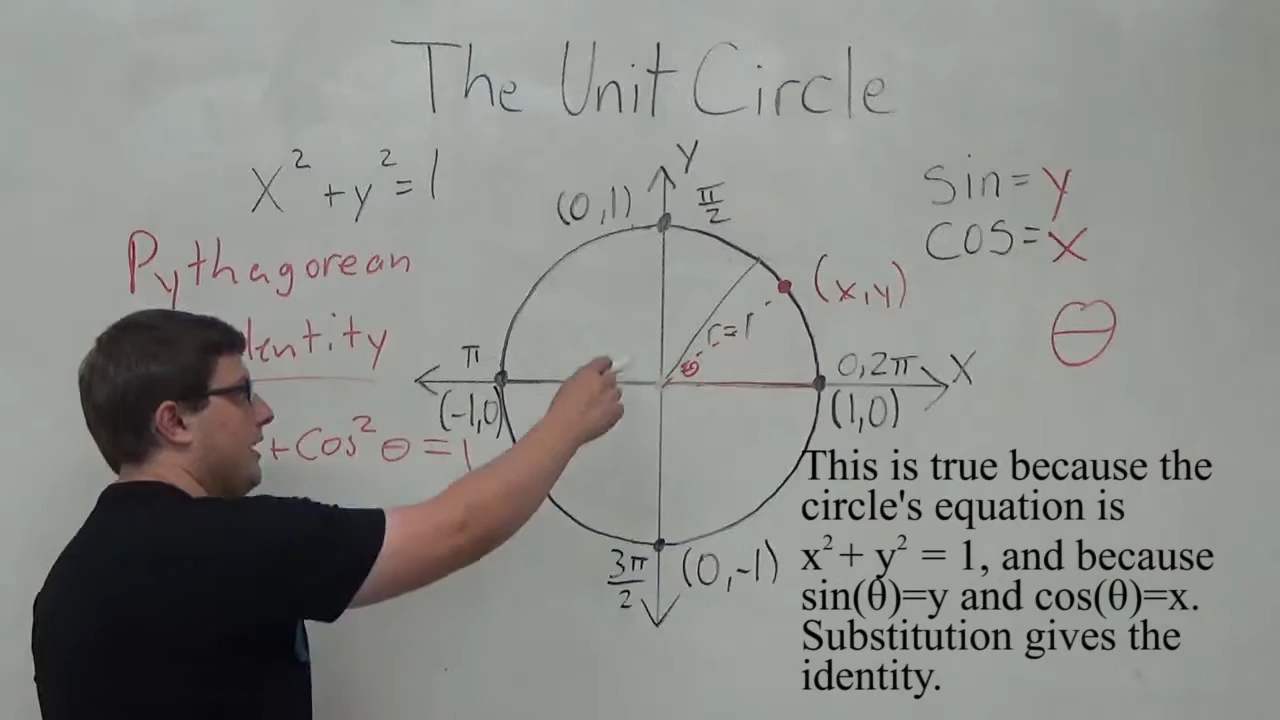 The Unit Circle
x² + y² = 1
Pythagorean
dentity
+ Cos² θ = 1
Y
(0,1)
π/2
(x,y)
r=1
θ
π
(-1,0)
0,2π
X
(1,0)
3π/2
(0,-1)
Sin = y
COS = x
θ
This is true because the
circle's equation is
x² + y² = 1, and because
sin(θ)=y and cos(θ)=x.
Substitution gives the
identity.